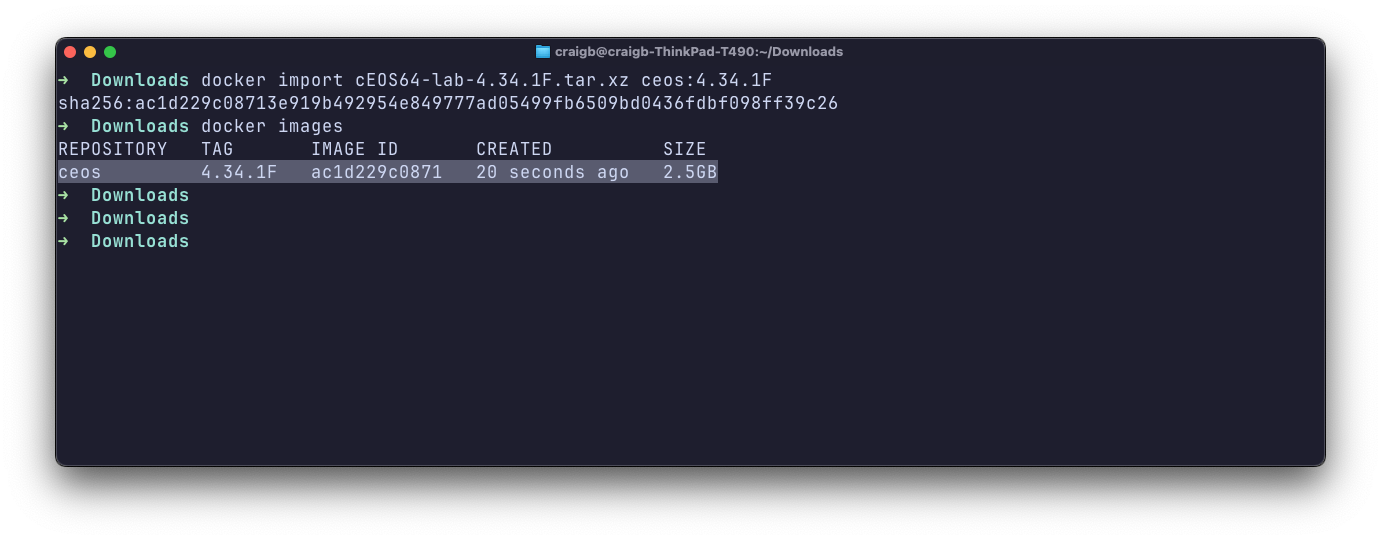 craigb@craigb-ThinkPad-T490:~/Downloads
→ Downloads docker import cEOS64-lab-4.34.1F.tar.xz ceos:4.34.1F
sha256:ac1d229c08713e919b492954e849777ad05499fb6509bd0436fdbf098ff39c26
→ Downloads docker images
REPOSITORY TAG IMAGE ID CREATED SIZE
ceos 4.34.1F ac1d229c0871 20 seconds ago 2.5GB
→ Downloads
→ Downloads
→ Downloads